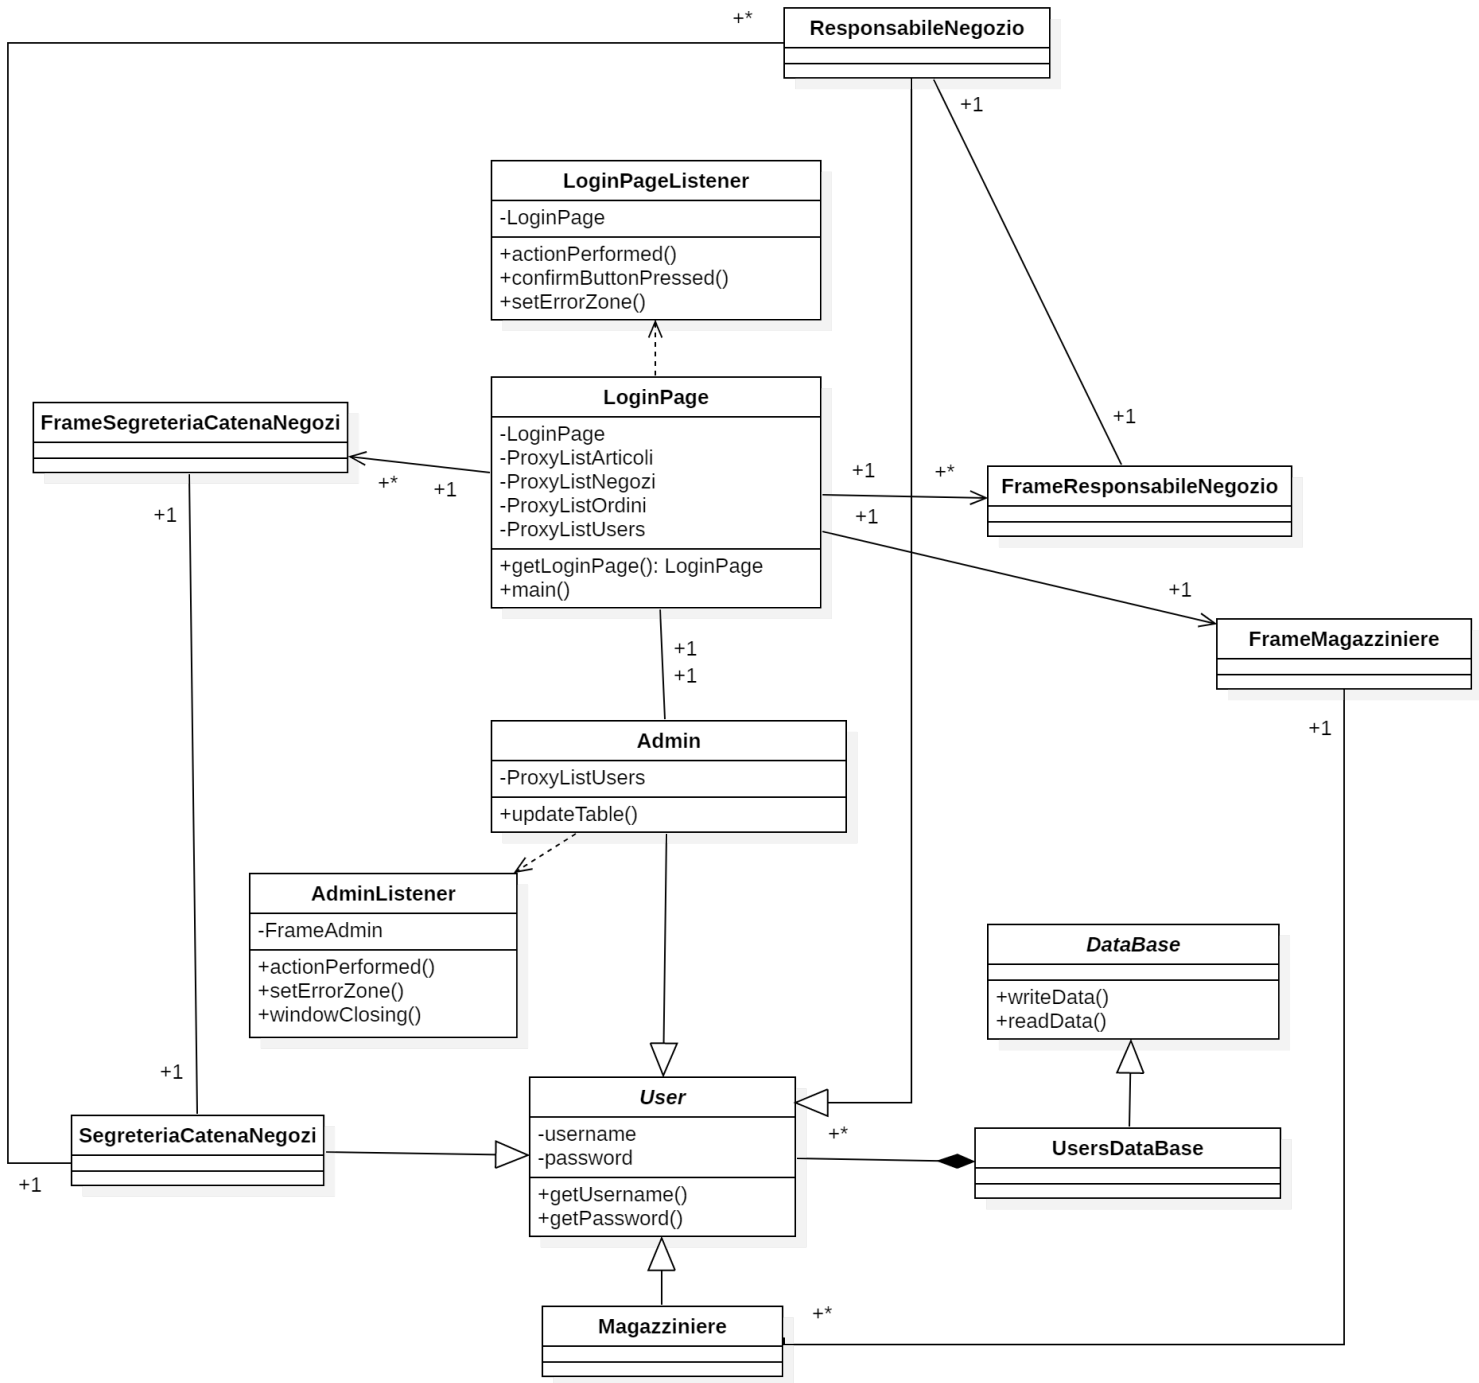 +*
ResponsabileNegozio
+1
LoginPageListener
-LoginPage
+actionPerformed()
+confirmButtonPressed()
+setErrorZone()
LoginPage
-LoginPage
-ProxyListArticoli
-ProxyListNegozi
-ProxyListOrdini
-ProxyListUsers
+getLoginPage(): LoginPage
+main()
FrameSegreteriaCatenaNegozi
+*
+1
+1
+1
+1
+*
FrameResponsabileNegozio
+1
+1
FrameMagazziniere
+1
+1
+1
Admin
-ProxyListUsers
+updateTable()
AdminListener
-FrameAdmin
+actionPerformed()
+setErrorZone()
+windowClosing()
DataBase
+writeData()
+readData()
+1
SegreteriaCatenaNegozi
+1
User
-username
-password
+getUsername()
+getPassword()
+*
UsersDataBase
Magazziniere
+*